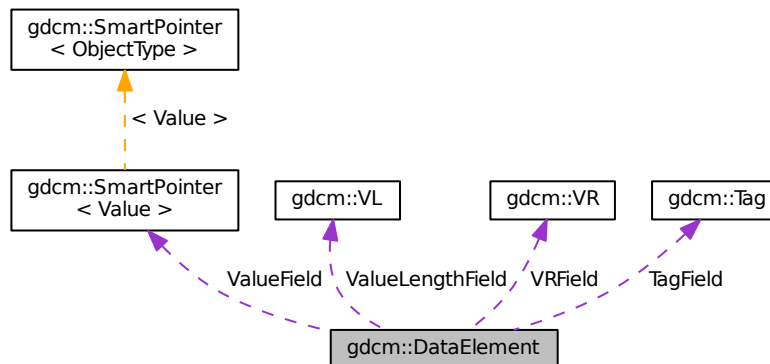 gdcm::SmartPointer
< ObjectType >
< Value >
gdcm::SmartPointer
< Value >
gdcm::VL
gdcm::VR
gdcm::Tag
ValueField
ValueLengthField
VRField
TagField
gdcm::DataElement